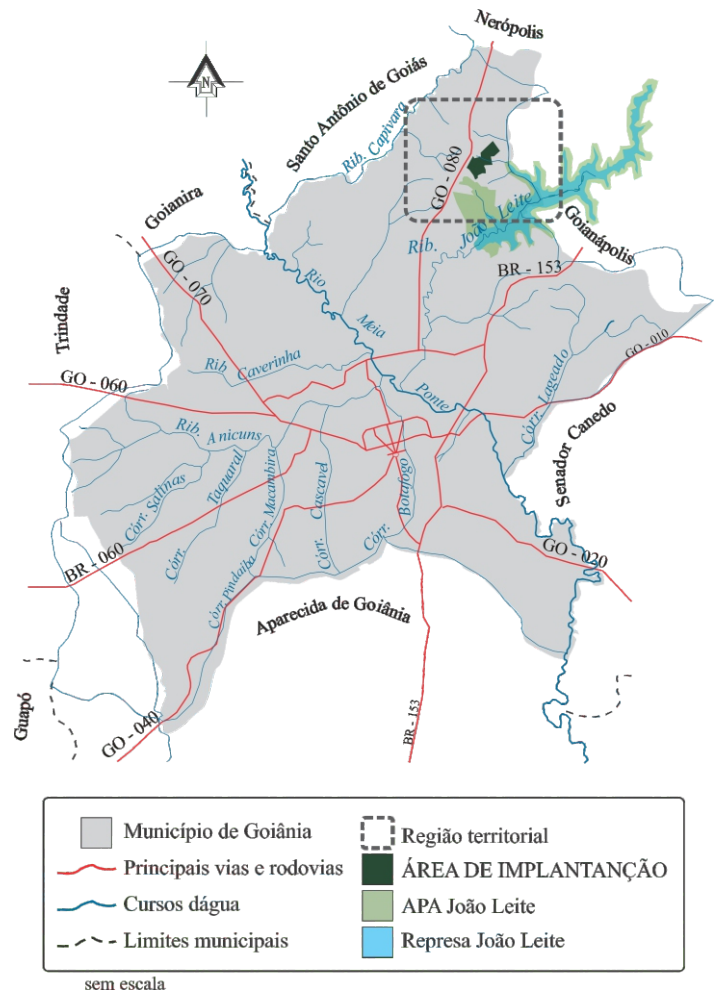 Nerópolis
N
Santo Antônio de Goiás
Rib. Capivara
GO - 080
Goianira
João Leite
Rib.
Goianápolis
GO - 070
BR - 153
Rio
Meia
Ponte
Trindade
Rib. Caverinha
GO - 010
Córr. Lageado
GO - 060
Rib. Anicuns
Senador Canedo
Córr. Salinas
Córr. Taquaral
Córr. Macambira
Córr. Cascavel
Córr. Botafogo
Córr. Pindaíba
GO - 020
BR - 060
Aparecida de Goiânia
Guapó
GO - 040
BR - 153
Município de Goiânia
Principais vias e rodovias
Cursos dágua
Limites municipais
Região territorial
ÁREA DE IMPLANTANÇÃO
APA João Leite
Represa João Leite
sem escala